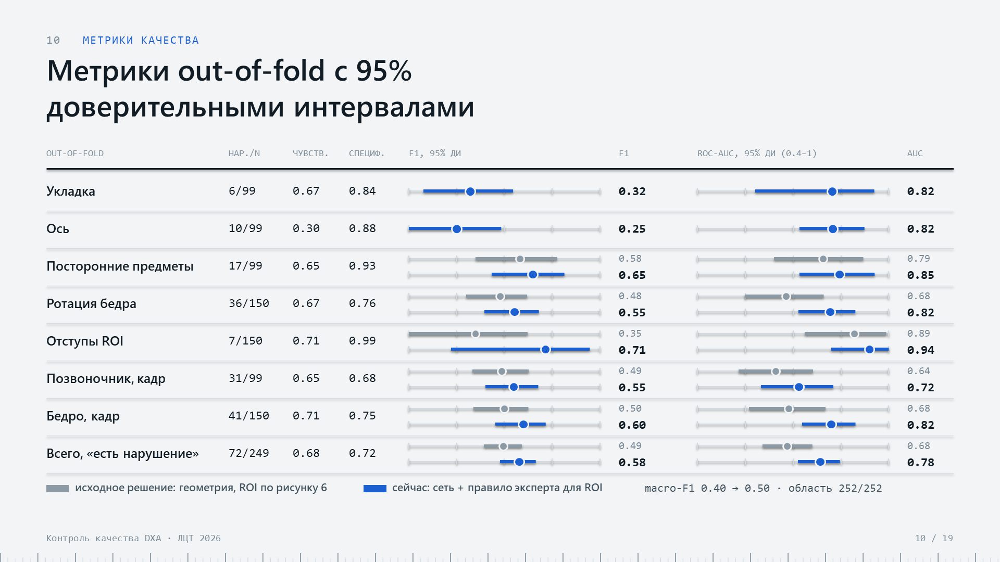 10 МЕТРИКИ КАЧЕСТВА
Метрики out-of-fold с 95%
доверительными интервалами
OUT-OF-FOLD НАР./N ЧУВСТВ. СПЕЦИФ. F1, 95% ДИ F1 ROC-AUC, 95% ДИ (0.4–1) AUC
Укладка 6/99 0.67 0.84 0.32 0.82
Ось 10/99 0.30 0.88 0.25 0.82
0.58 0.79
Посторонние предметы 17/99 0.65 0.93
0.65 0.85
0.48 0.68
Ротация бедра 36/150 0.67 0.76
0.55 0.82
0.35 0.89
Отступы ROI 7/150 0.71 0.99
0.71 0.94
0.49 0.64
Позвоночник, кадр 31/99 0.65 0.68
0.55 0.72
0.50 0.68
Бедро, кадр 41/150 0.71 0.75
0.60 0.82
0.49 0.68
Всего, «есть нарушение» 72/249 0.68 0.72
0.58 0.78
исходное решение: геометрия, ROI по рисунку 6 сейчас: сеть + правило эксперта для ROI macro-F1 0.40 → 0.50 · область 252/252
Контроль качества DXA · ЛЦТ 2026 10 / 19